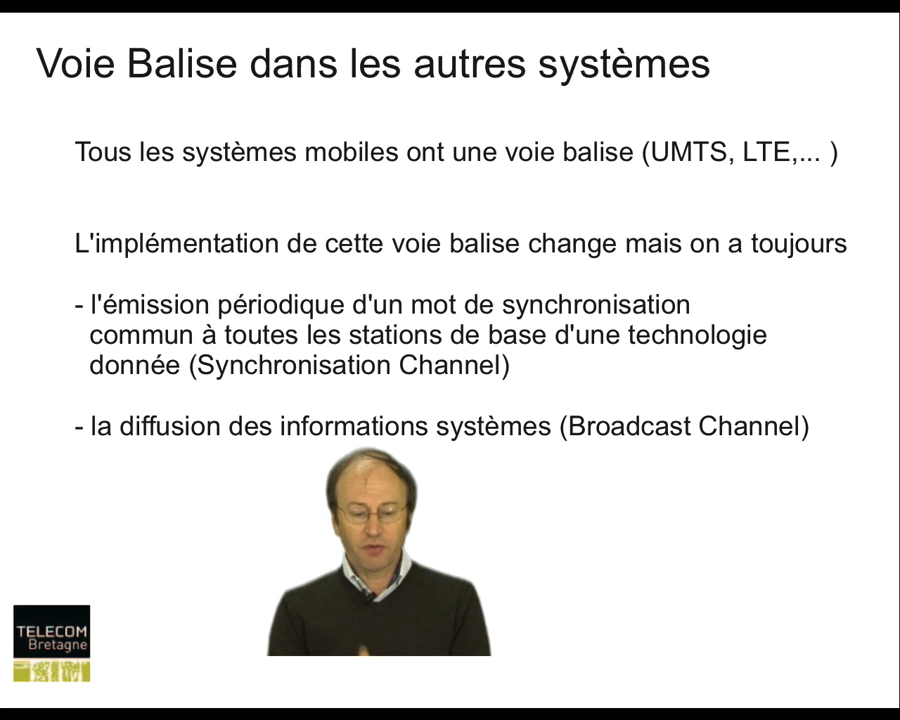 Voie Balise dans les autres systèmes
Tous les systèmes mobiles ont une voie balise (UMTS, LTE,... )
L'implémentation de cette voie balise change mais on a toujours
- l'émission périodique d'un mot de synchronisation
commun à toutes les stations de base d'une technologie
donnée (Synchronisation Channel)
- la diffusion des informations systèmes (Broadcast Channel)
TELECOM
Bretagne